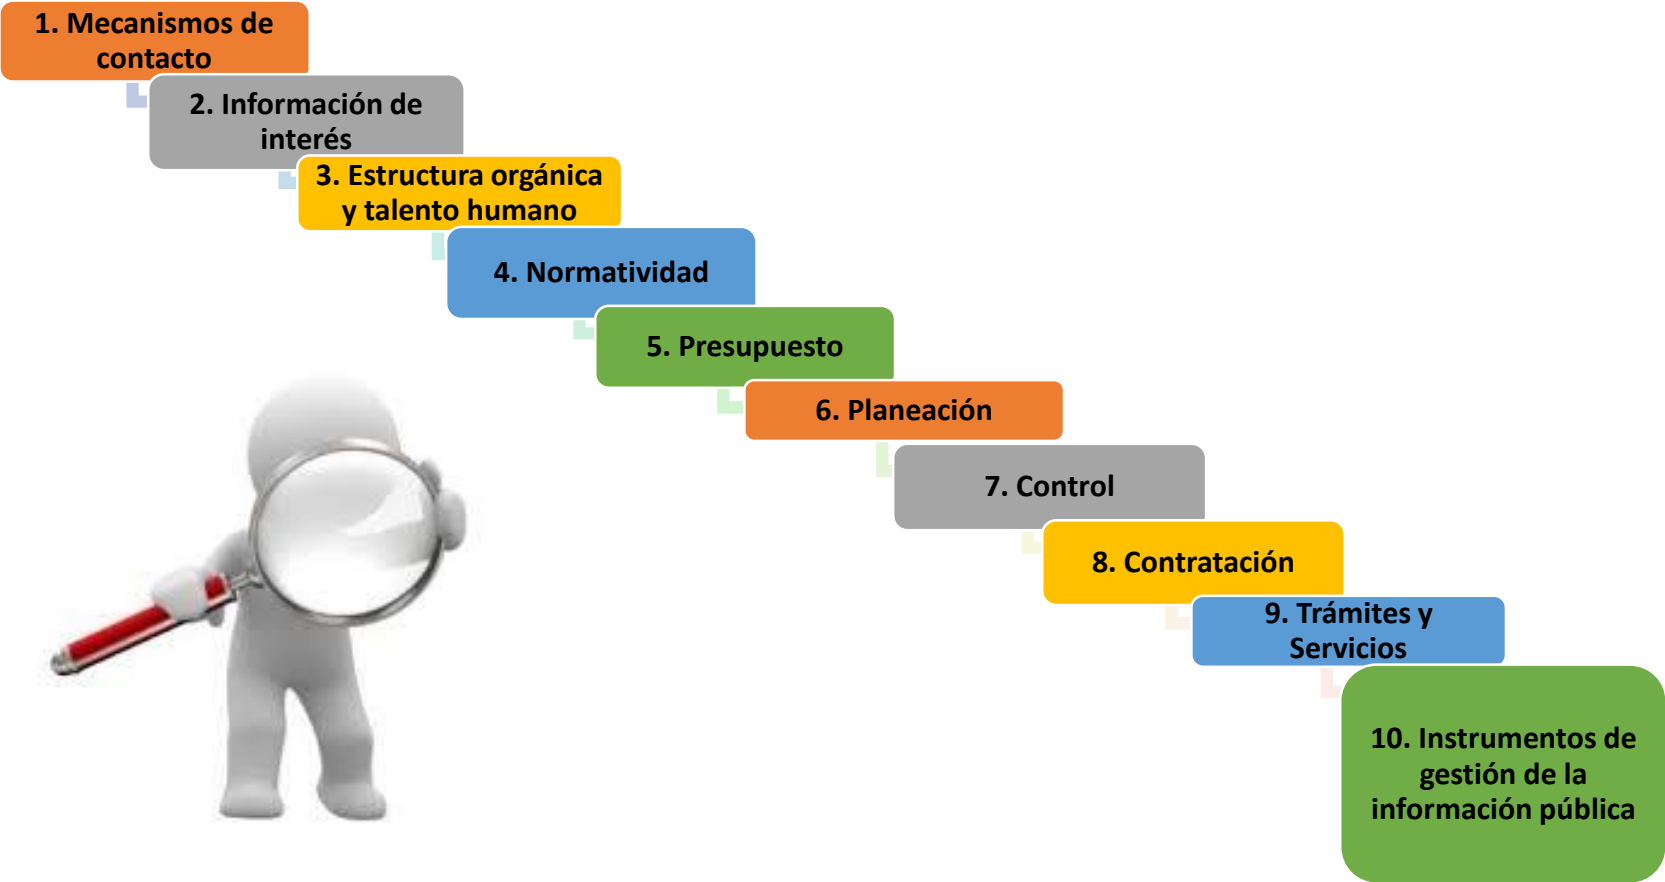 1. Mecanismos de
contacto
2. Información de
interés
3. Estructura orgánica
y talento humano
4. Normatividad
5. Presupuesto
6. Planeación
7. Control
8. Contratación
9. Trámites y
Servicios
10. Instrumentos de
gestión de la
información pública